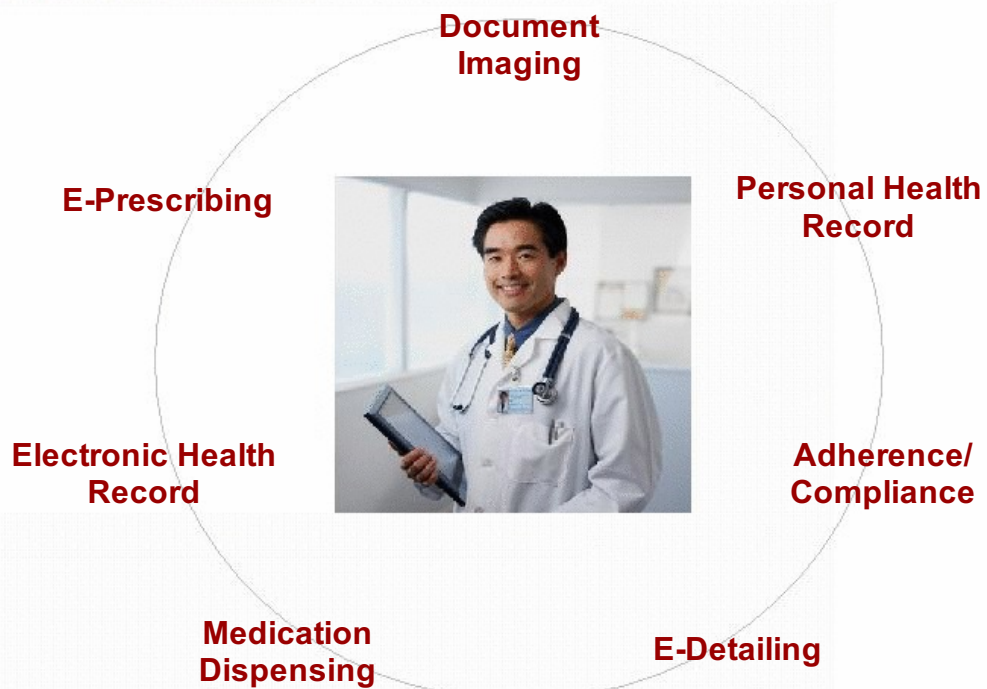 Document
Imaging
E-Prescribing
Personal Health
Record
Electronic Health
Record
Adherence/
Compliance
Medication
Dispensing
E-Detailing